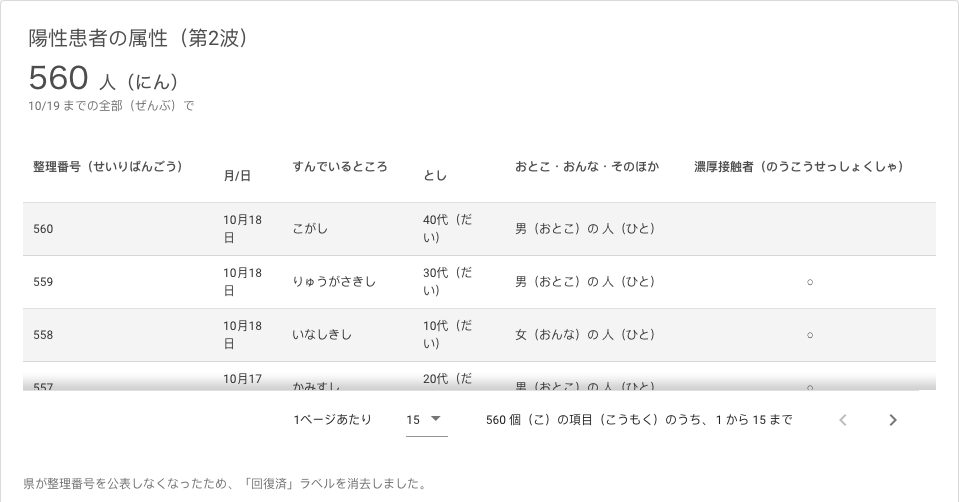 陽性患者の属性（第2波）
560 人（にん）
10/19 までの全部（ぜんぶ）で
整理番号（せいりばんごう） 月/日 すんでいるところ とし おとこ・おんな・そのほか 濃厚接触者（のうこうせっしょくしゃ）
560 10月18日 こがし 40代（だい） 男（おとこ）の 人（ひと）
559 10月18日 りゅうがさきし 30代（だい） 男（おとこ）の 人（ひと） ○
558 10月18日 いなしきし 10代（だい） 女（おんな）の 人（ひと） ○
557 10月17 かみすし 20代（だ 男（おとこ）の 人（ひと） ○
1ページあたり 15 560 個（こ）の項目（こうもく）のうち、1 から 15 まで
県が整理番号を公表しなくなったため、「回復済」ラベルを消去しました。